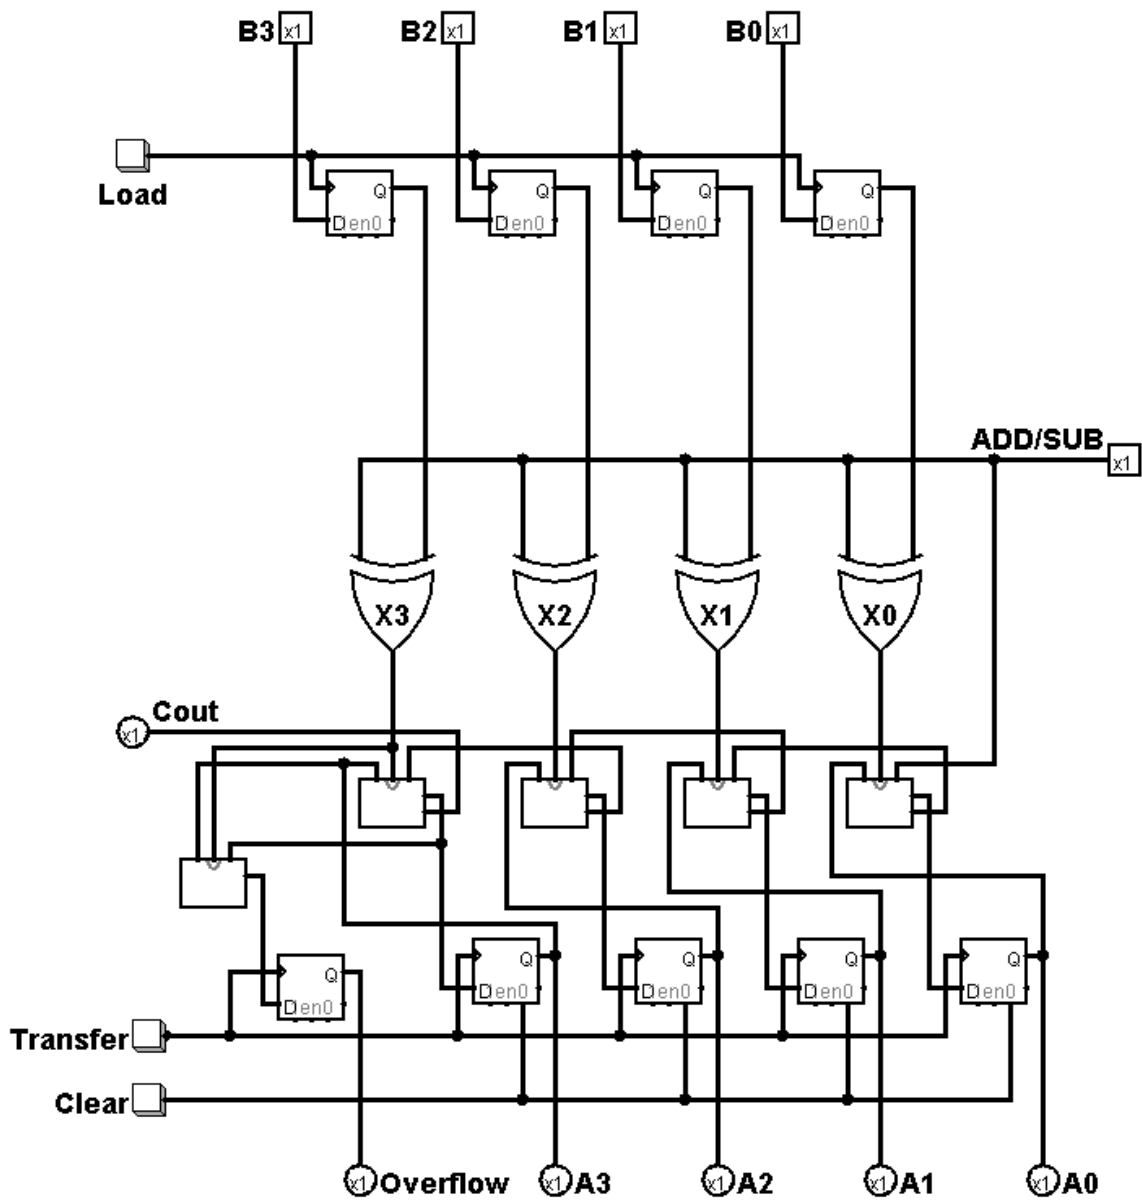 B3 x1 B2 x1 B1 x1 B0 x1
Load
Q Q Q Q
Den0 Den0 Den0 Den0
ADD/SUB
x1
X3 X2 X1 X0
Cout
x1
Q Q Q Q
Q
Den0 Den0 Den0 Den0
Den0
Transfer
Clear
x1 Overflow x1 A3 x1 A2 x1 A1 x1 A0